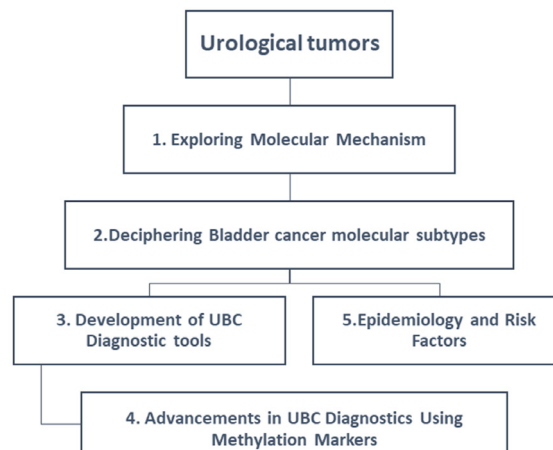 Urological tumors
1. Exploring Molecular Mechanism
2.Deciphering Bladder cancer molecular subtypes
3. Development of UBC
Diagnostic tools
5.Epidemiology and Risk
Factors
4. Advancements in UBC Diagnostics Using
Methylation Markers